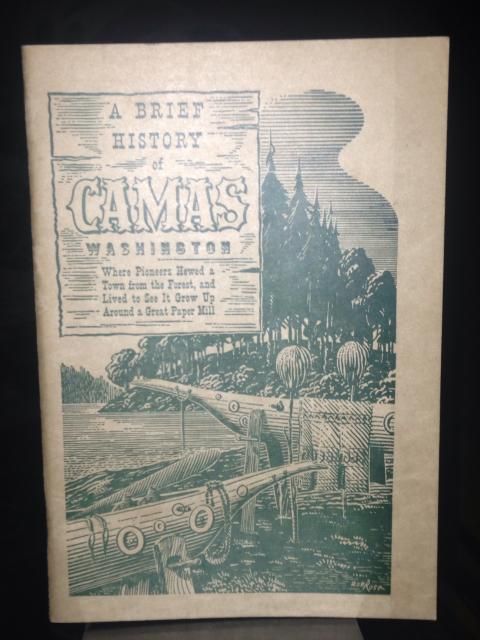 A BRIEF
HISTORY
of
CAMAS
WASHINGTON
Where Pioneers Hewed a
Town from the Forest, and
Lived to See It Grow Up
Around a Great Paper Mill